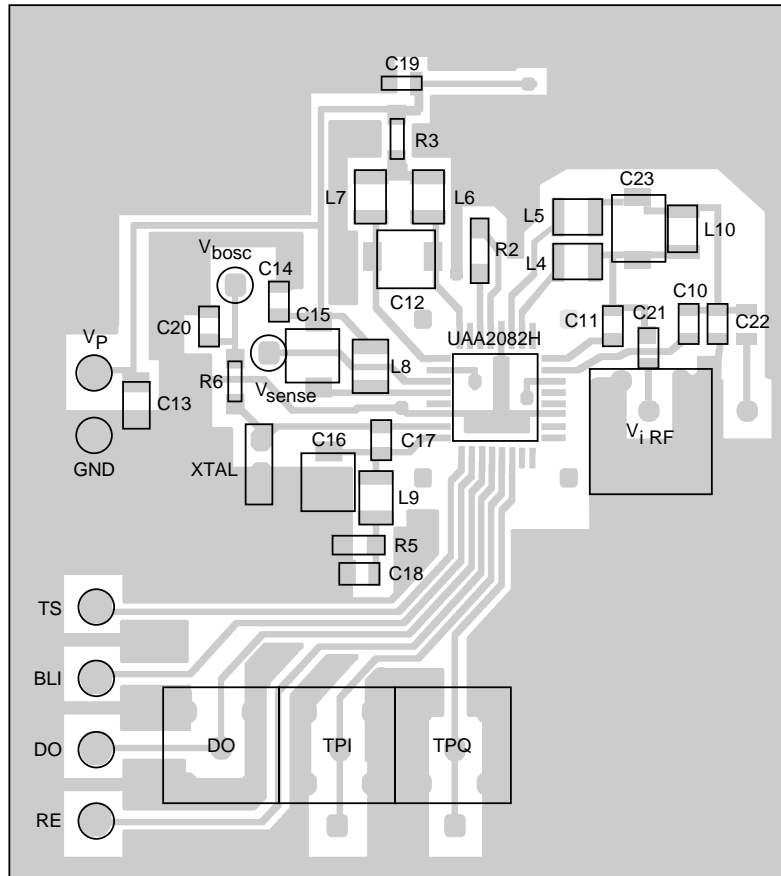 C19
R3
L7
L6
C23
L5
L10
R2
V bosc
L4
C14
C12
C15
C20
UAA2082H
C11
C21
C10
C22
VP
L8
R6
Vsense
C13
Vi RF
C16
C17
GND
XTAL
L9
R5
C18
TS
BLI
DO
DO
TPI
TPQ
RE